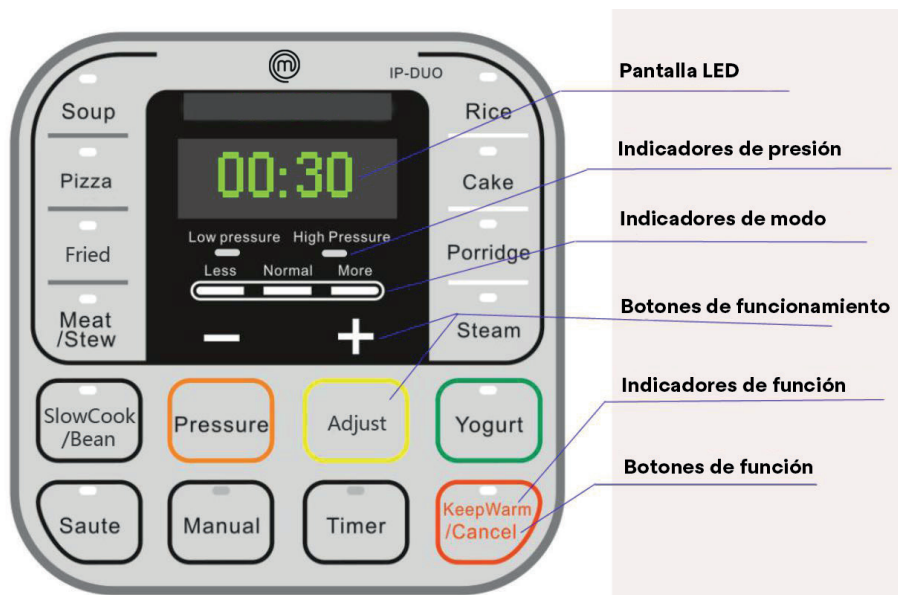 m
IP-DUO
Soup
Pizza
Fried
Meat
/Stew
00:30
Low pressure High Pressure
Less Normal More
− +
Rice
Cake
Porridge
Steam
SlowCook
/Bean
Pressure
Adjust
Yogurt
Saute
Manual
Timer
KeepWarm
/Cancel
Pantalla LED
Indicadores de presión
Indicadores de modo
Botones de funcionamiento
Indicadores de función
Botones de función